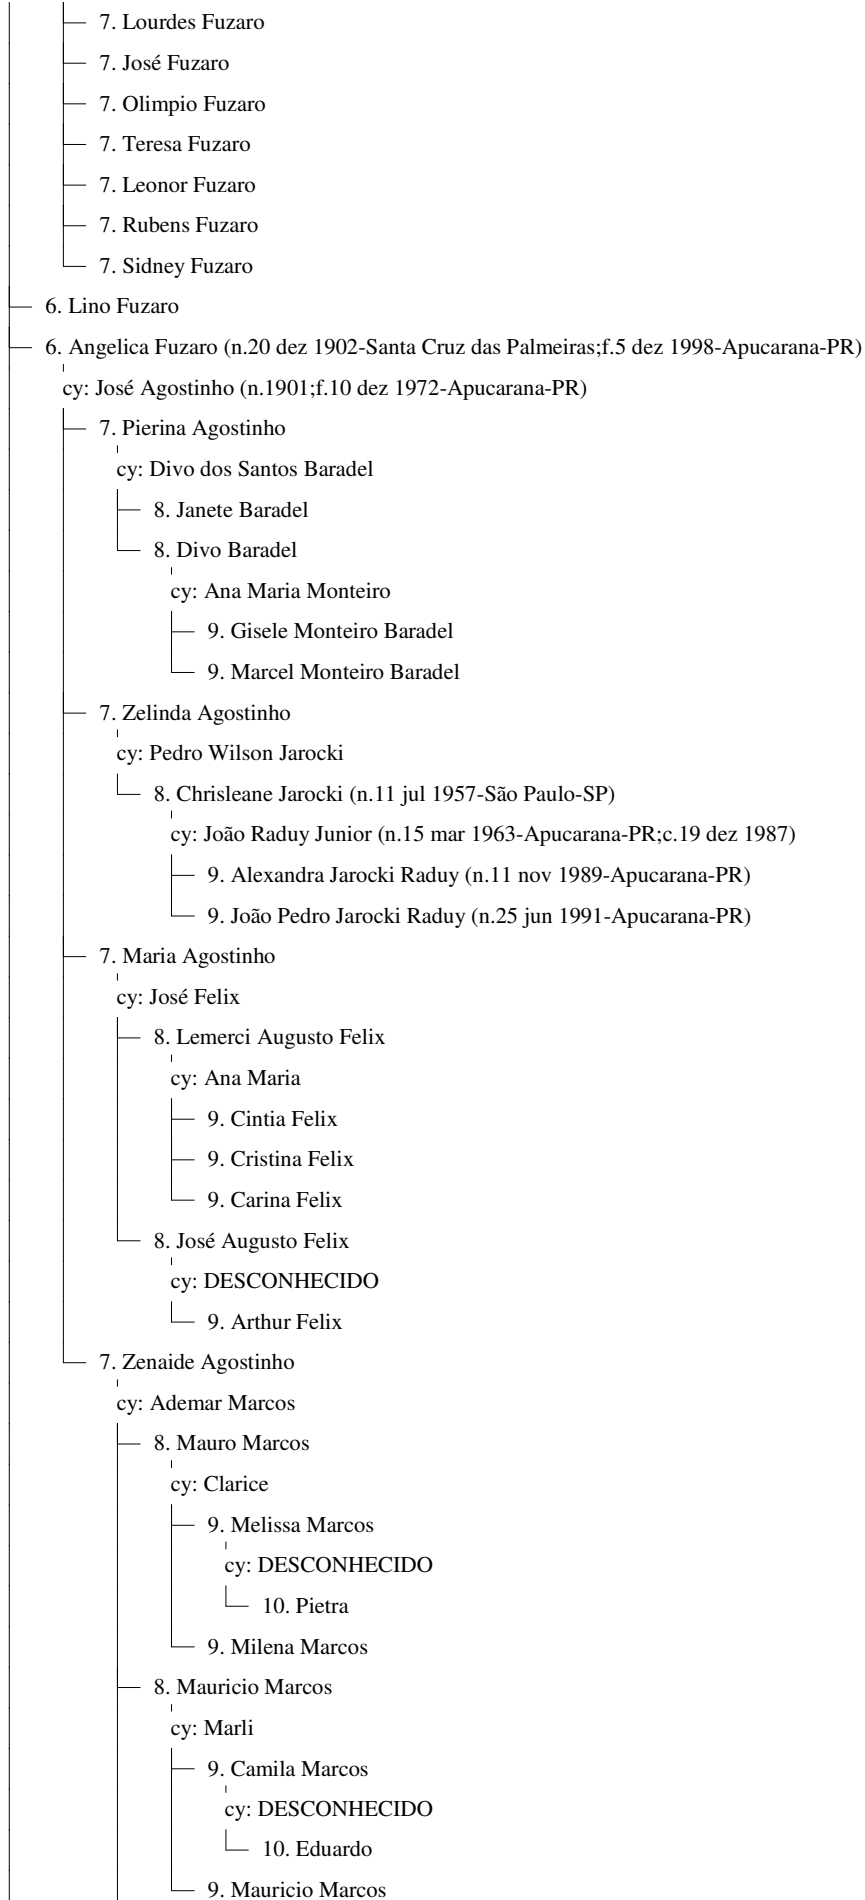 7. Lourdes Fuzaro
7. José Fuzaro
7. Olimpio Fuzaro
7. Teresa Fuzaro
7. Leonor Fuzaro
7. Rubens Fuzaro
7. Sidney Fuzaro
6. Lino Fuzaro
6. Angelica Fuzaro (n.20 dez 1902-Santa Cruz das Palmeiras;f.5 dez 1998-Apucarana-PR)
cy: José Agostinho (n.1901;f.10 dez 1972-Apucarana-PR)
7. Pierina Agostinho
cy: Divo dos Santos Baradel
8. Janete Baradel
8. Divo Baradel
cy: Ana Maria Monteiro
9. Gisele Monteiro Baradel
9. Marcel Monteiro Baradel
7. Zelinda Agostinho
cy: Pedro Wilson Jarocki
8. Chrisleane Jarocki (n.11 jul 1957-São Paulo-SP)
cy: João Raduy Junior (n.15 mar 1963-Apucarana-PR;c.19 dez 1987)
9. Alexandra Jarocki Raduy (n.11 nov 1989-Apucarana-PR)
9. João Pedro Jarocki Raduy (n.25 jun 1991-Apucarana-PR)
7. Maria Agostinho
cy: José Felix
8. Lemerci Augusto Felix
cy: Ana Maria
9. Cintia Felix
9. Cristina Felix
9. Carina Felix
8. José Augusto Felix
cy: DESCONHECIDO
9. Arthur Felix
7. Zenaide Agostinho
cy: Ademar Marcos
8. Mauro Marcos
cy: Clarice
9. Melissa Marcos
cy: DESCONHECIDO
10. Pietra
9. Milena Marcos
8. Mauricio Marcos
cy: Marli
9. Camila Marcos
cy: DESCONHECIDO
10. Eduardo
9. Mauricio Marcos